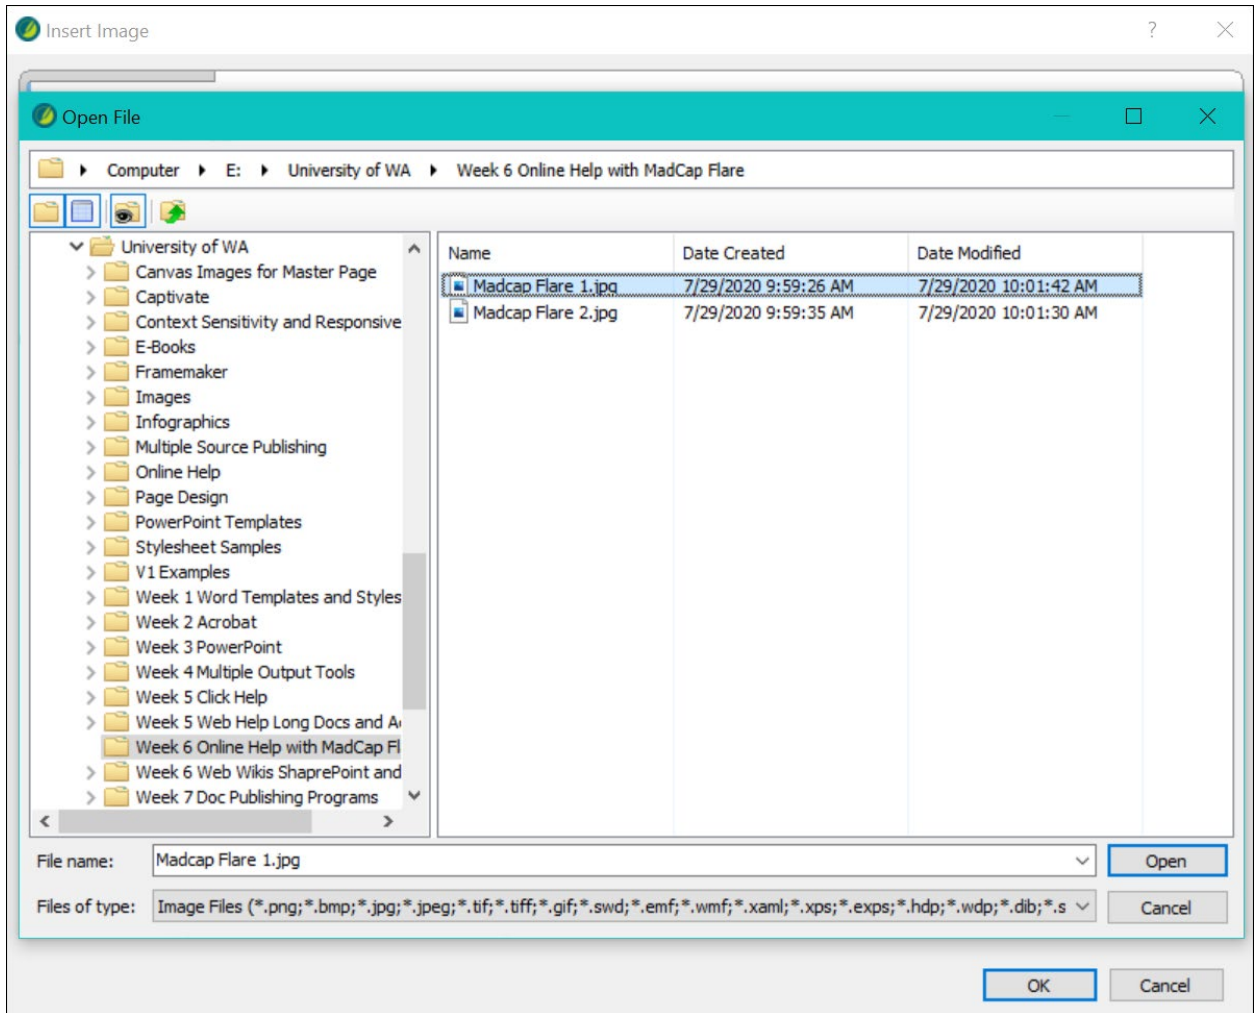 Insert Image
Open File
Computer E: University of WA Week 6 Online Help with MadCap Flare
University of WA
Canvas Images for Master Page
Captivate
Context Sensitivity and Responsive
E-Books
Framemaker
Images
Infographics
Multiple Source Publishing
Online Help
Page Design
PowerPoint Templates
Stylesheet Samples
V1 Examples
Week 1 Word Templates and Styles
Week 2 Acrobat
Week 3 PowerPoint
Week 4 Multiple Output Tools
Week 5 Click Help
Week 5 Web Help Long Docs and A
Week 6 Online Help with MadCap Fl
Week 6 Web Wikis ShaprePoint and
Week 7 Doc Publishing Programs
Name Date Created Date Modified
Madcap Flare 1.jpg 7/29/2020 9:59:26 AM 7/29/2020 10:01:42 AM
Madcap Flare 2.jpg 7/29/2020 9:59:35 AM 7/29/2020 10:01:30 AM
File name: Madcap Flare 1.jpg Open
Files of type: Image Files (*.png;*.bmp;*.jpg;*.jpeg;*.tif;*.tiff;*.gif;*.swd;*.emf;*.wmf;*.xaml;*.xps;*.exps;*.hdp;*.wdp;*.dib;*.s Cancel
OK Cancel